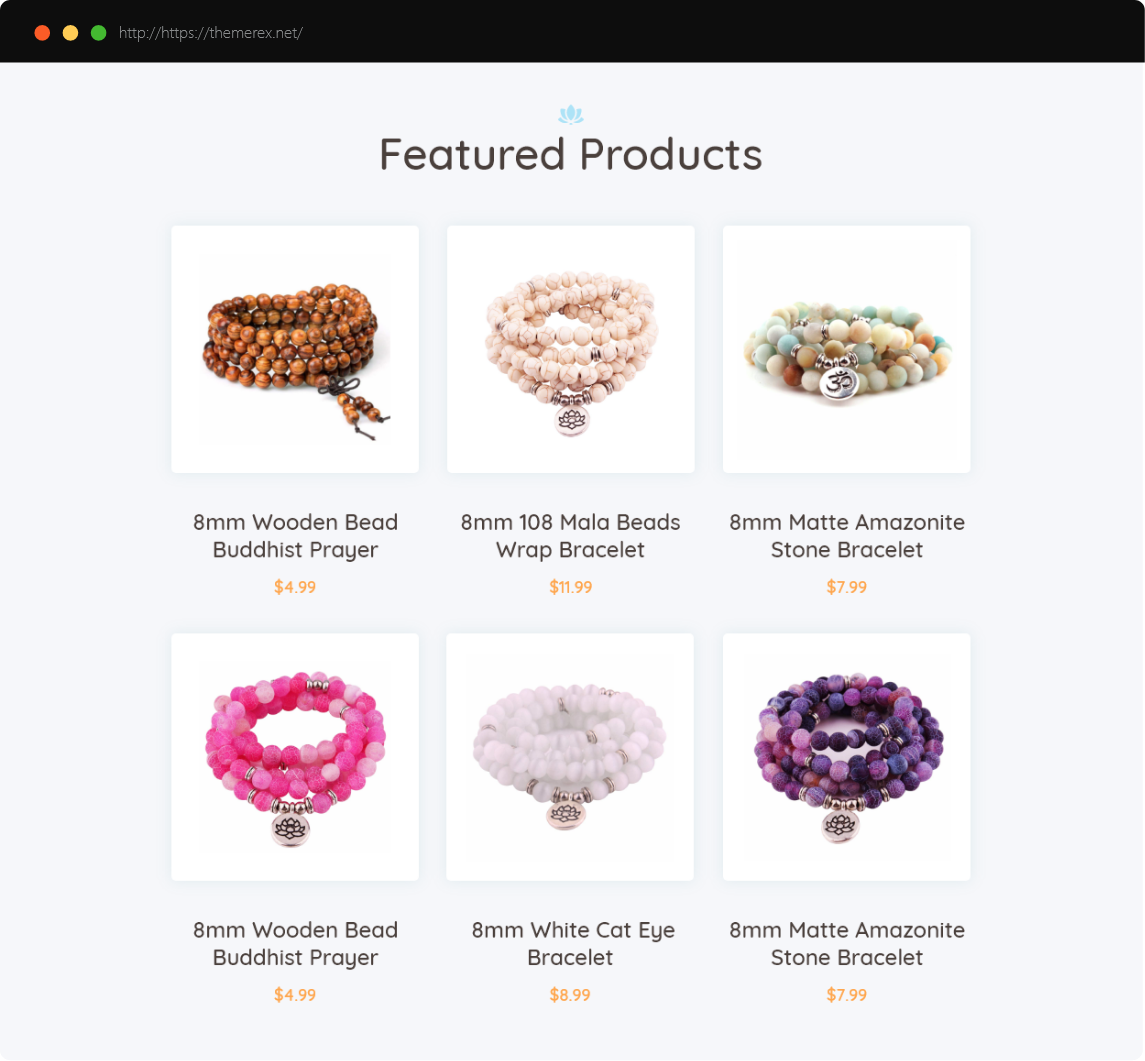 http://https://themerex.net/
Featured Products
8mm Wooden Bead
Buddhist Prayer
$4.99
8mm 108 Mala Beads
Wrap Bracelet
$11.99
8mm Matte Amazonite
Stone Bracelet
$7.99
8mm Wooden Bead
Buddhist Prayer
$4.99
8mm White Cat Eye
Bracelet
$8.99
8mm Matte Amazonite
Stone Bracelet
$7.99